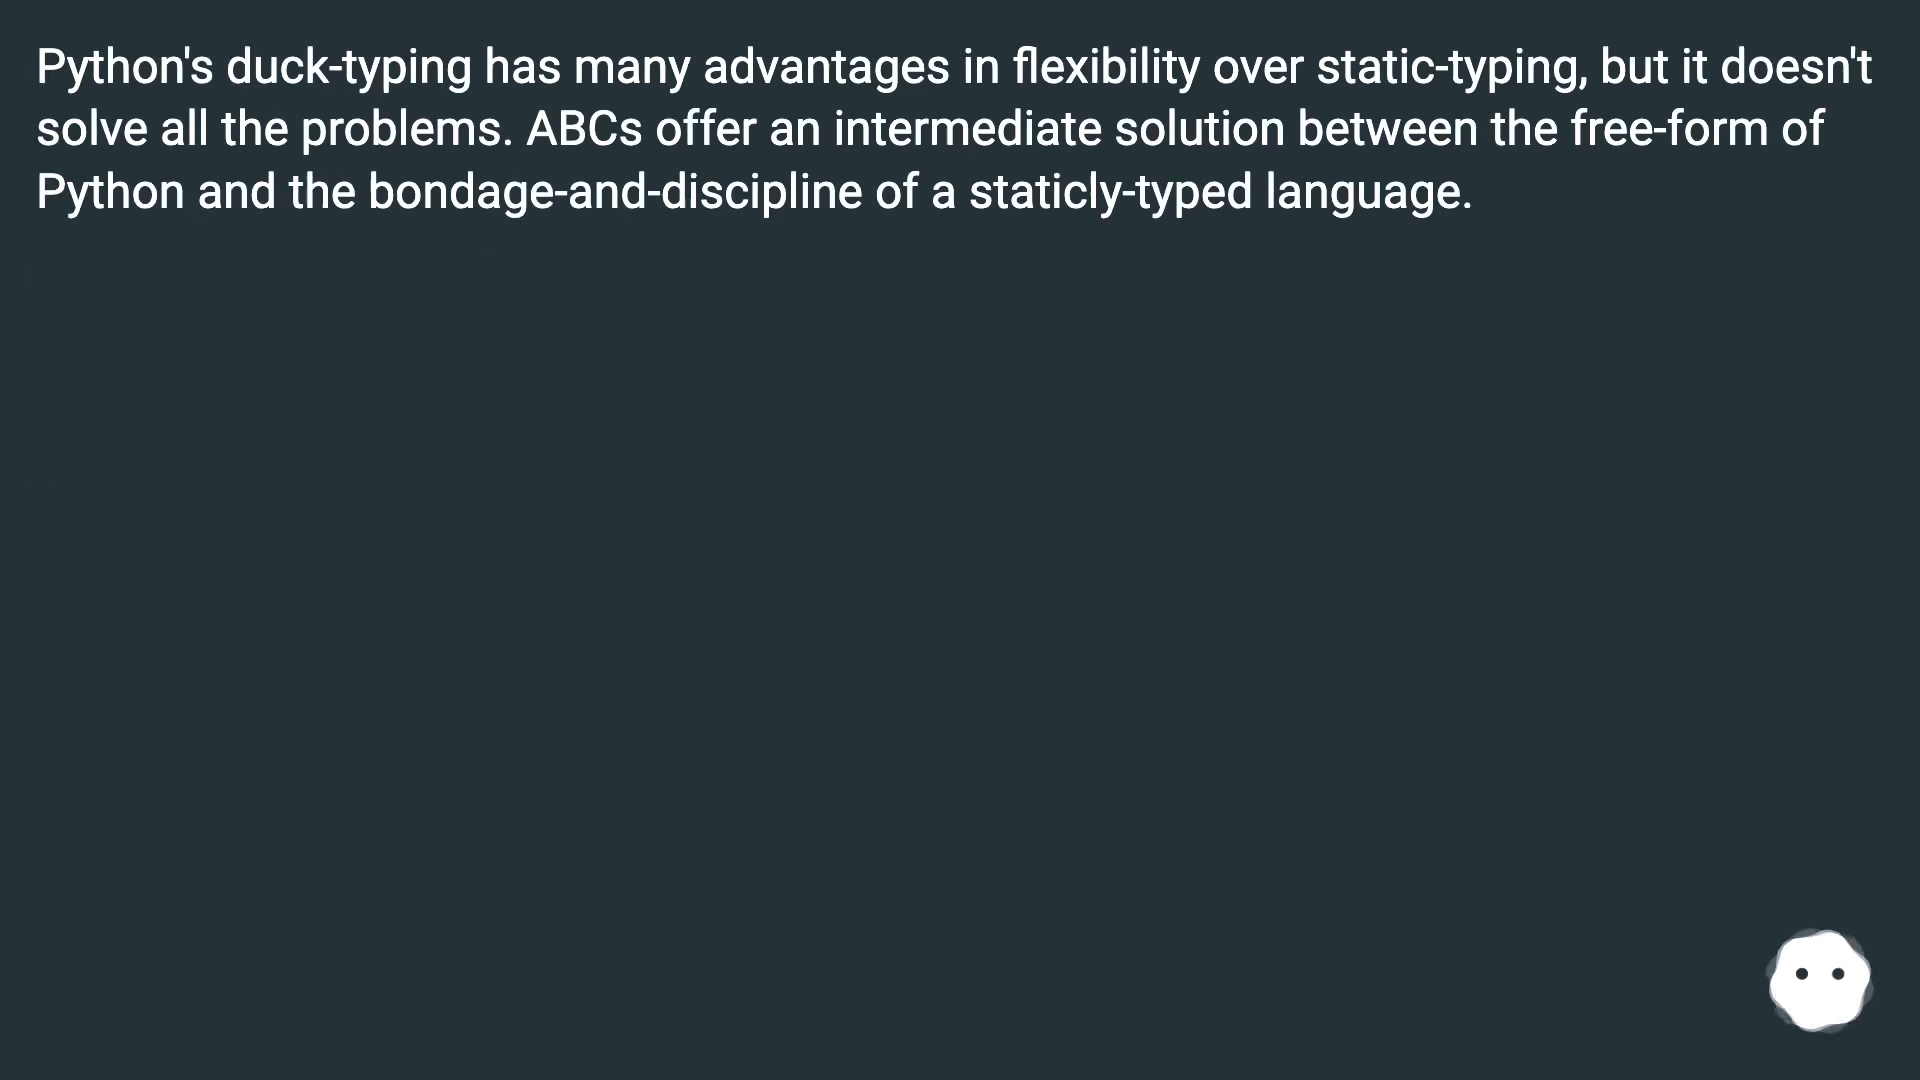 Python's duck-typing has many advantages in flexibility over static-typing, but it doesn't
solve all the problems. ABCs offer an intermediate solution between the free-form of
Python and the bondage-and-discipline of a staticly-typed language.